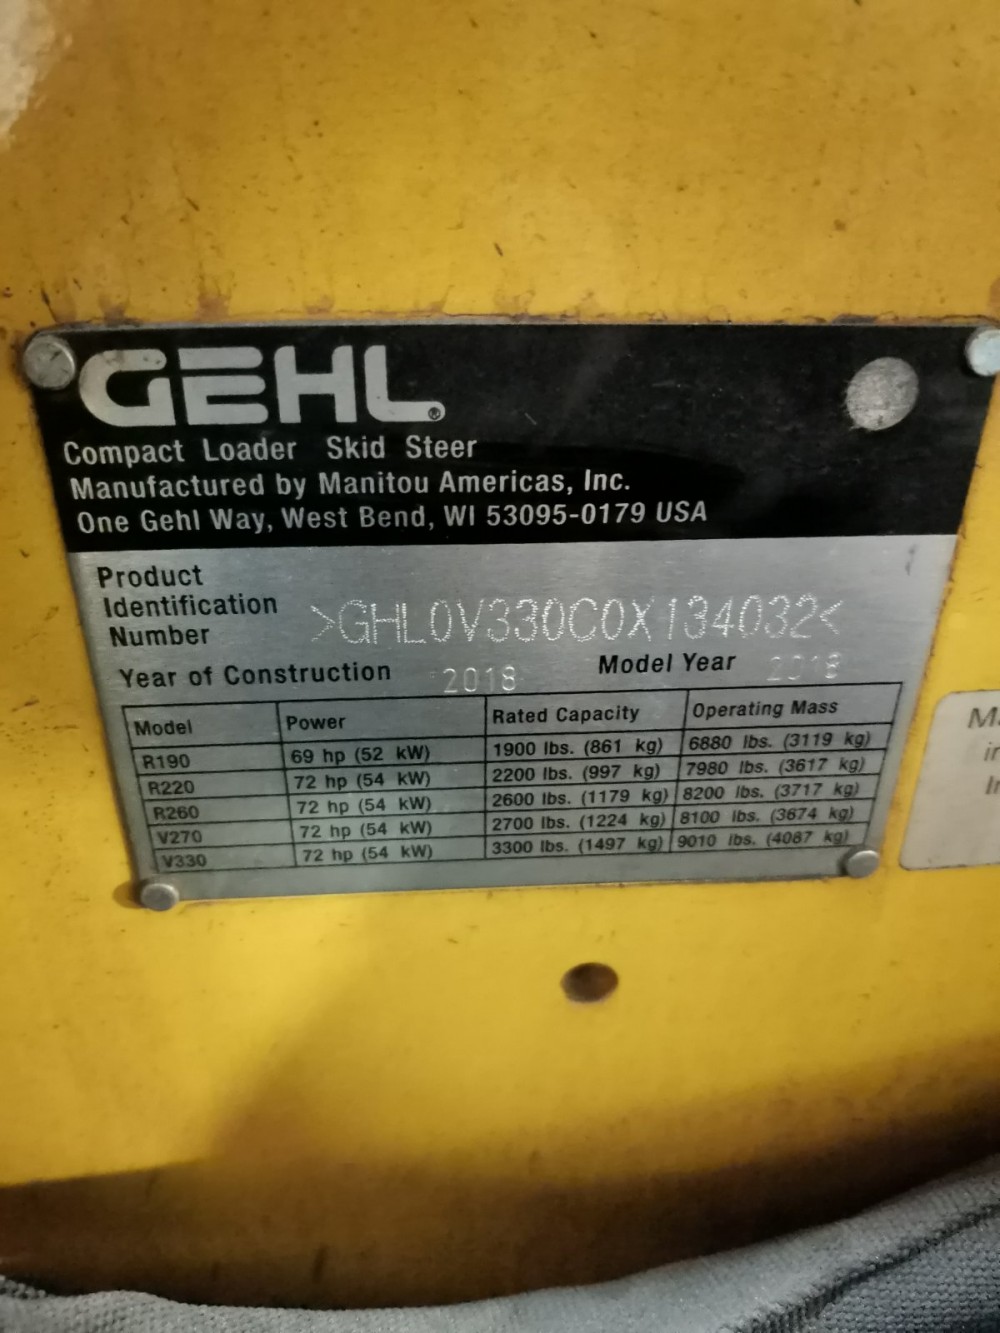 GEHL®
Compact Loader Skid Steer
Manufactured by Manitou Americas, Inc.
One Gehl Way, West Bend, WI 53095-0179 USA
Product
Identification
Number >GHL0V330C0X134032<
Year of Construction 2018 Model Year 2018
Model Power Rated Capacity Operating Mass
R190 69 hp (52 kW) 1900 lbs. (861 kg) 6880 lbs. (3119 kg)
R220 72 hp (54 kW) 2200 lbs. (997 kg) 7980 lbs. (3617 kg)
R260 72 hp (54 kW) 2600 lbs. (1179 kg) 8200 lbs. (3717 kg)
V270 72 hp (54 kW) 2700 lbs. (1224 kg) 8100 lbs. (3674 kg)
V330 72 hp (54 kW) 3300 lbs. (1497 kg) 9010 lbs. (4087 kg)